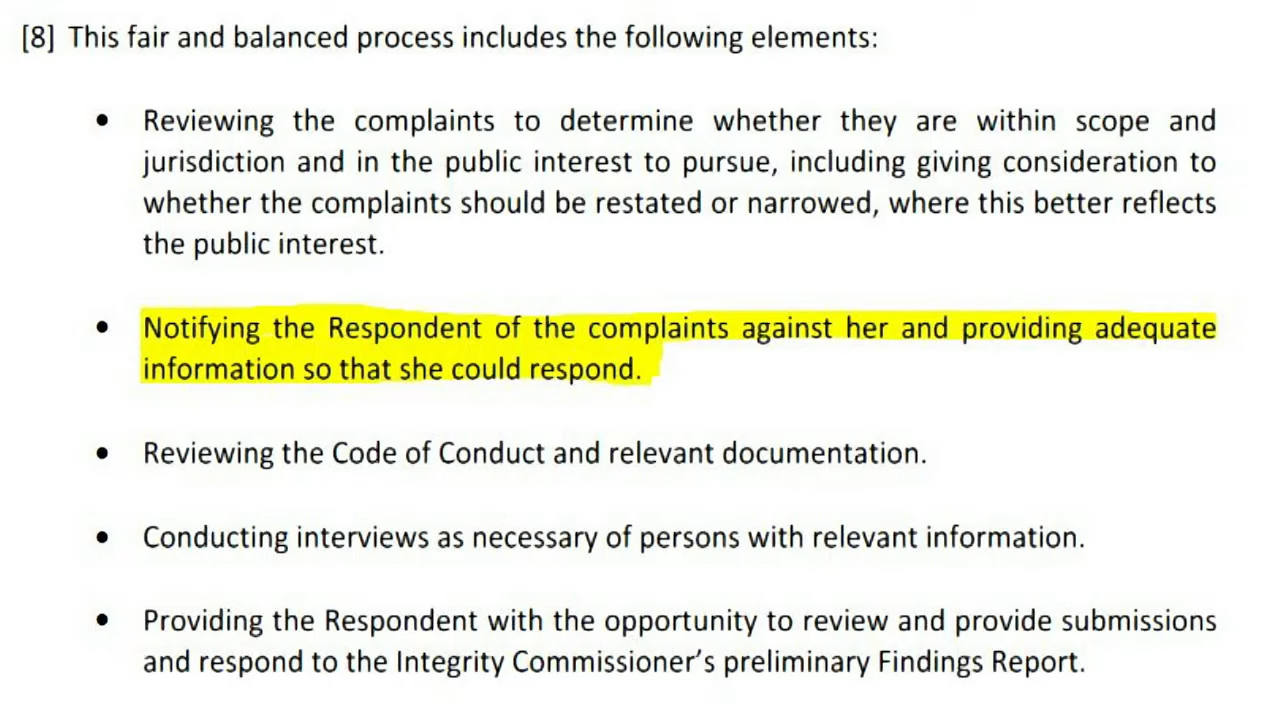 [8] This fair and balanced process includes the following elements:
• Reviewing the complaints to determine whether they are within scope and
jurisdiction and in the public interest to pursue, including giving consideration to
whether the complaints should be restated or narrowed, where this better reflects
the public interest.
• Notifying the Respondent of the complaints against her and providing adequate
information so that she could respond.
• Reviewing the Code of Conduct and relevant documentation.
• Conducting interviews as necessary of persons with relevant information.
• Providing the Respondent with the opportunity to review and provide submissions
and respond to the Integrity Commissioner’s preliminary Findings Report.